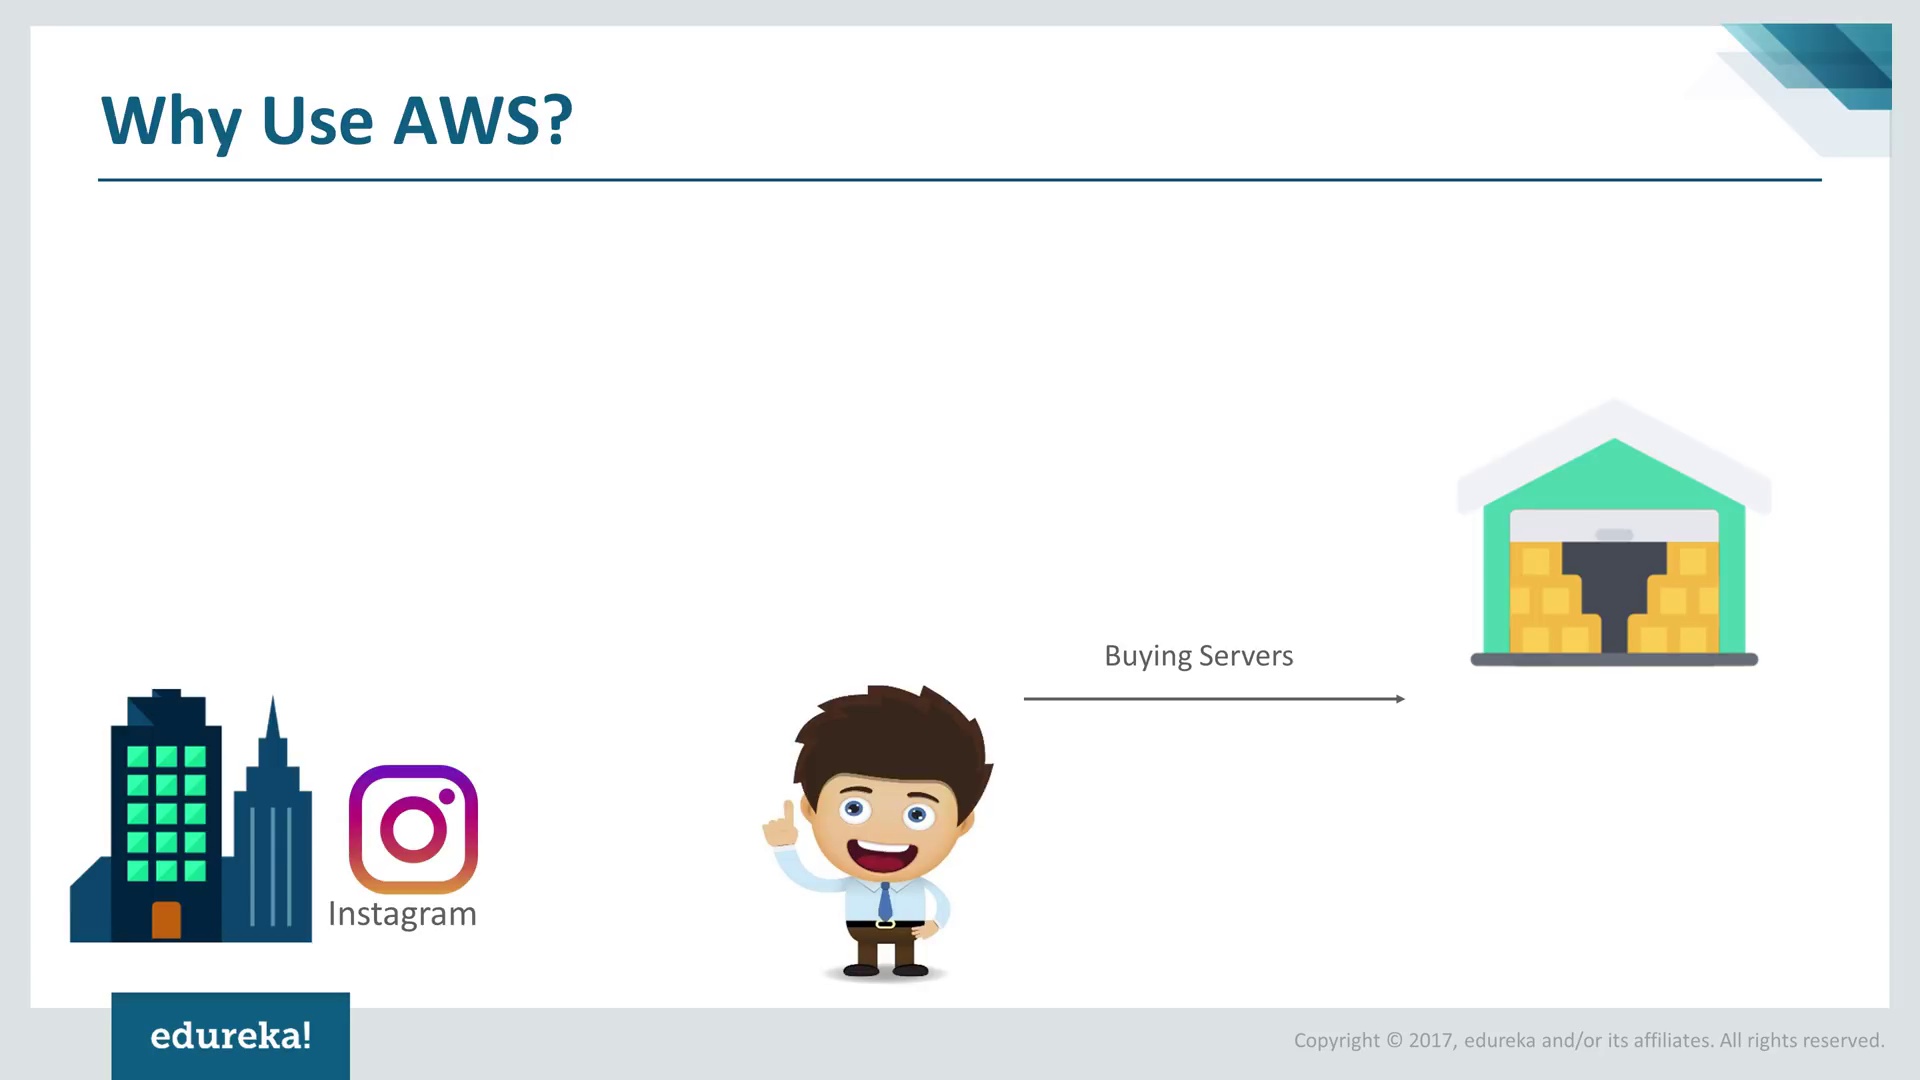 Why Use AWS?
Buying Servers
Instagram
edureka!
Copyright © 2017, edureka and/or its affiliates. All rights reserved.